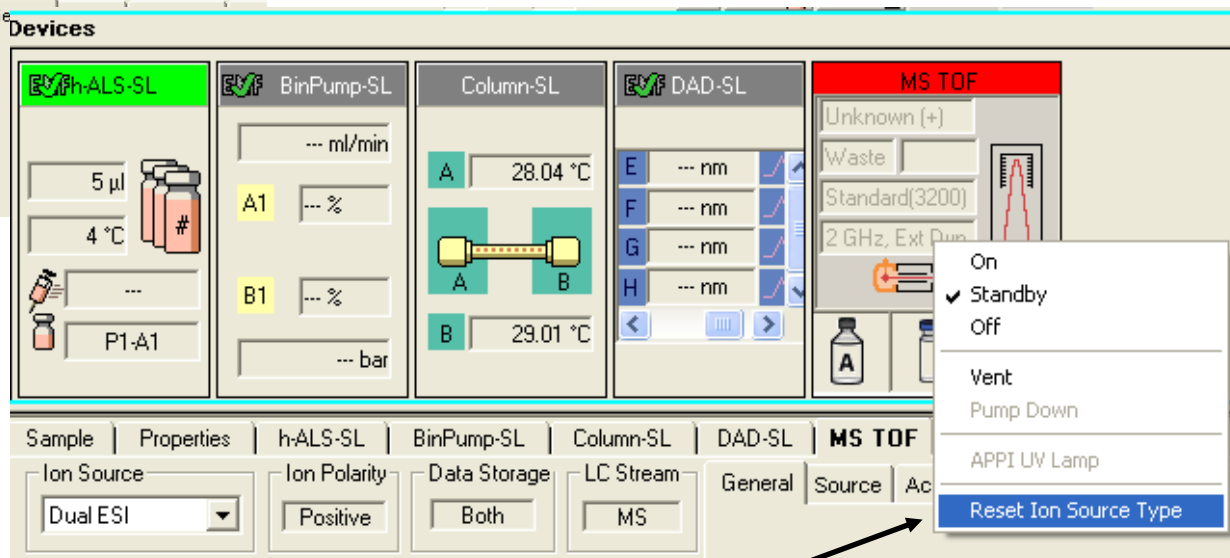 Devices
EMF h-ALS-SL
EMF BinPump-SL
Column-SL
EMF DAD-SL
MS TOF
5 µl
4 °C
#
---
P1-A1
--- ml/min
A1 --- %
B1 --- %
--- bar
A 28.04 °C
A B
B 29.01 °C
E --- nm
F --- nm
G --- nm
H --- nm
Unknown (+)
Waste
Standard(3200)
2 GHz, Ext Dyn
A
On
Standby
Off
Vent
Pump Down
APPI UV Lamp
Reset Ion Source Type
Sample Properties h-ALS-SL BinPump-SL Column-SL DAD-SL MS TOF
Ion Source Ion Polarity Data Storage LC Stream General Source Ac
Dual ESI Positive Both MS